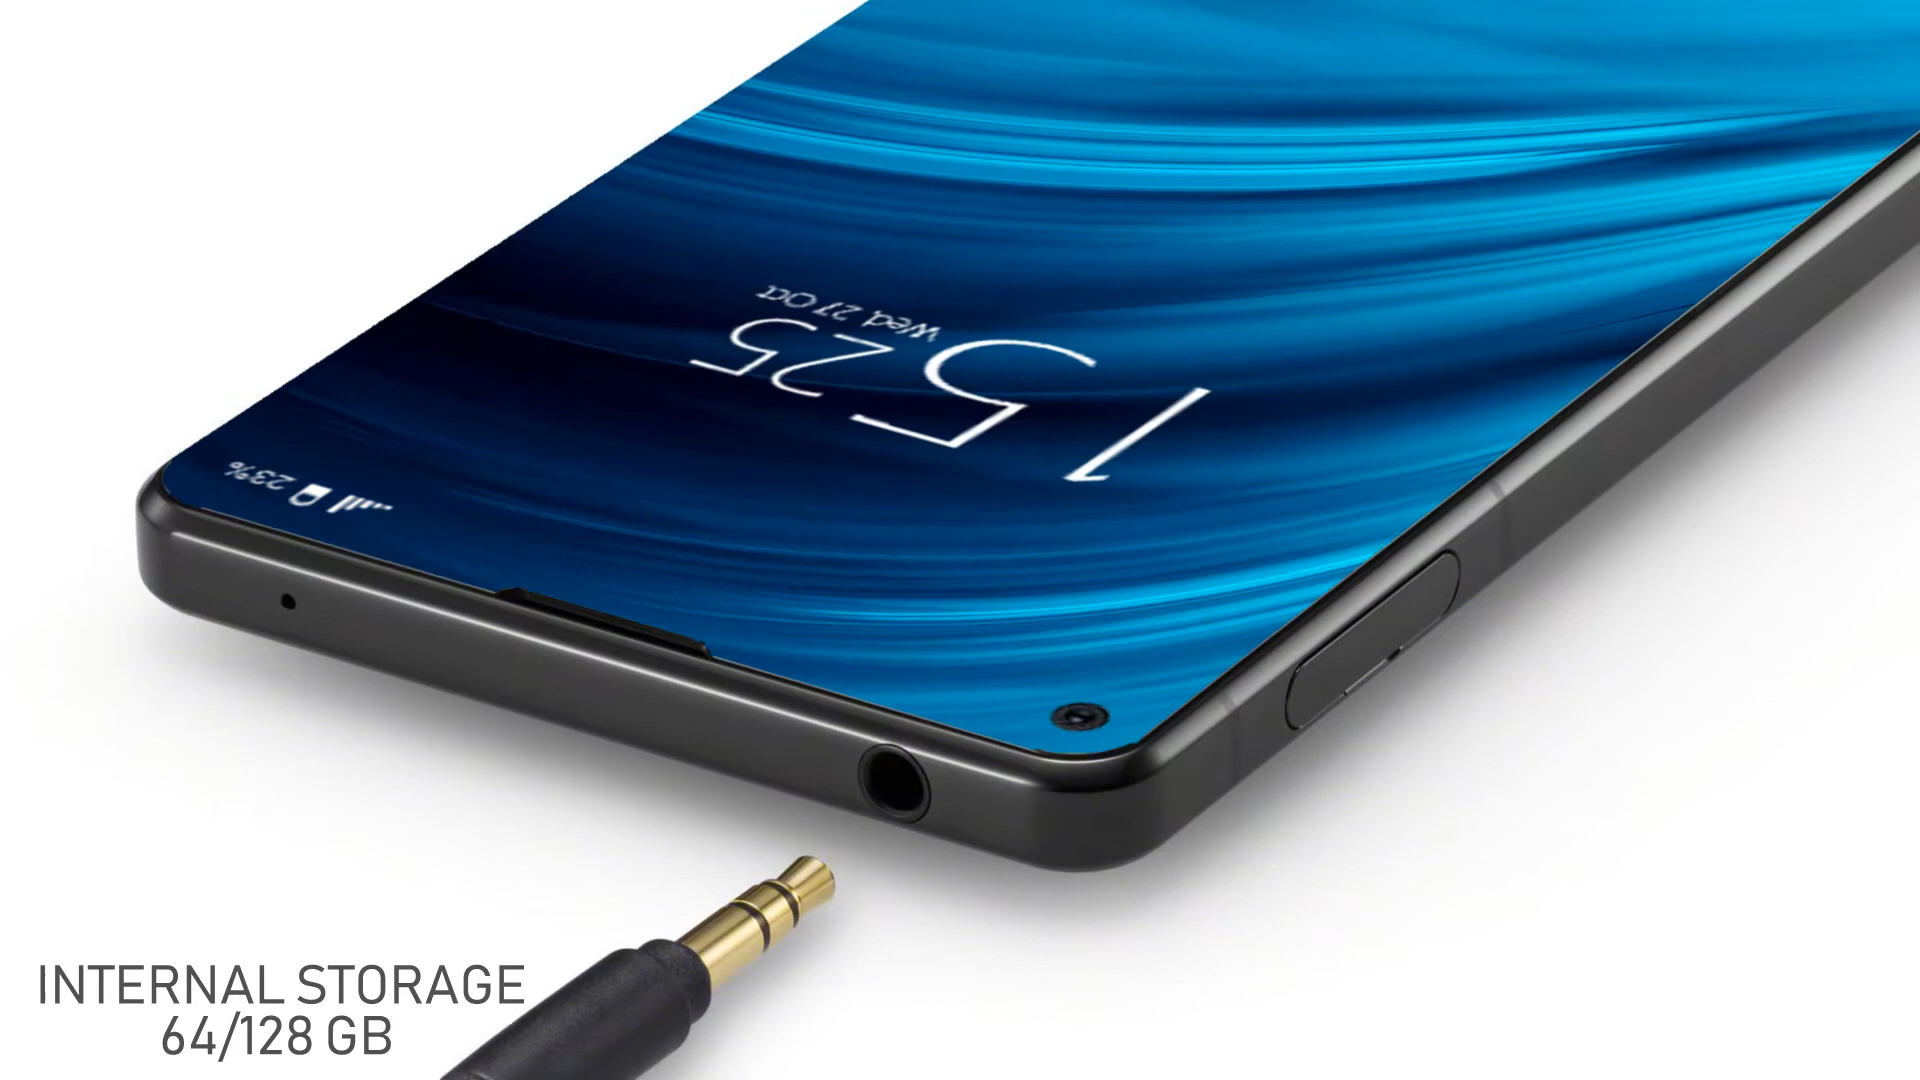 23%
15 25
Wed, 27 Oct
INTERNAL STORAGE
64/128 GB